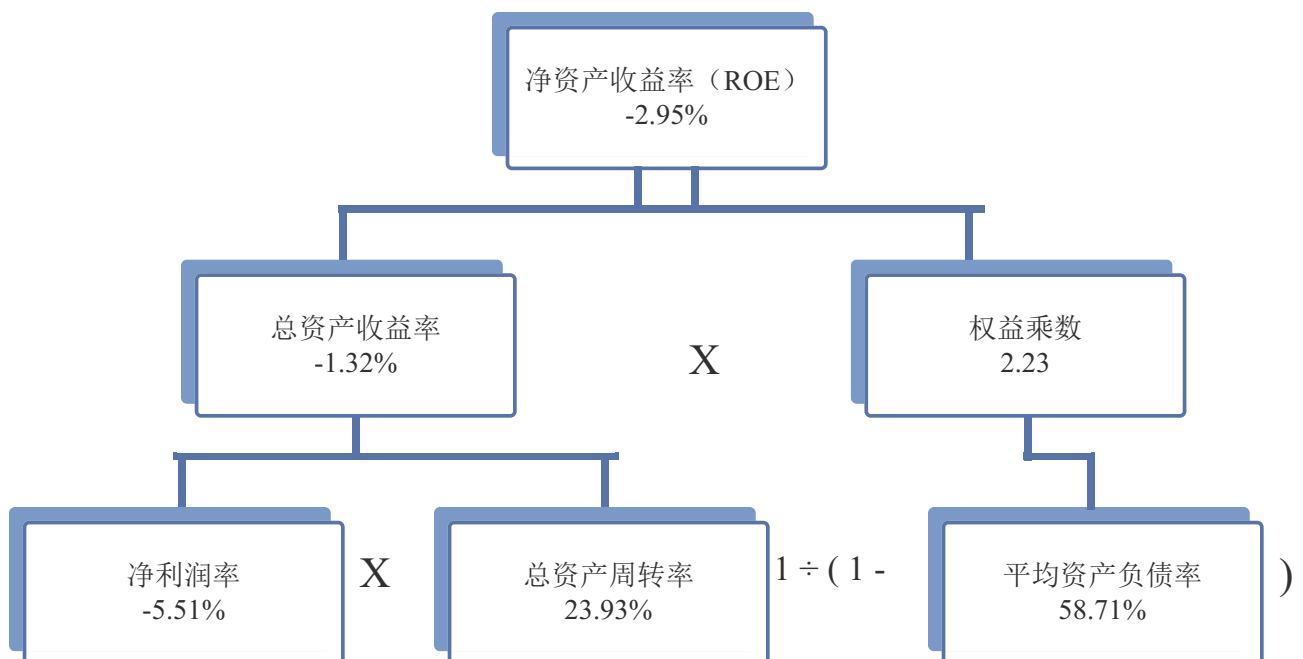 净资产收益率（ROE）
-2.95%
总资产收益率
-1.32%
X
权益乘数
2.23
净利润率
-5.51%
X
总资产周转率
23.93%
1 ÷ ( 1 -
平均资产负债率
58.71%
)